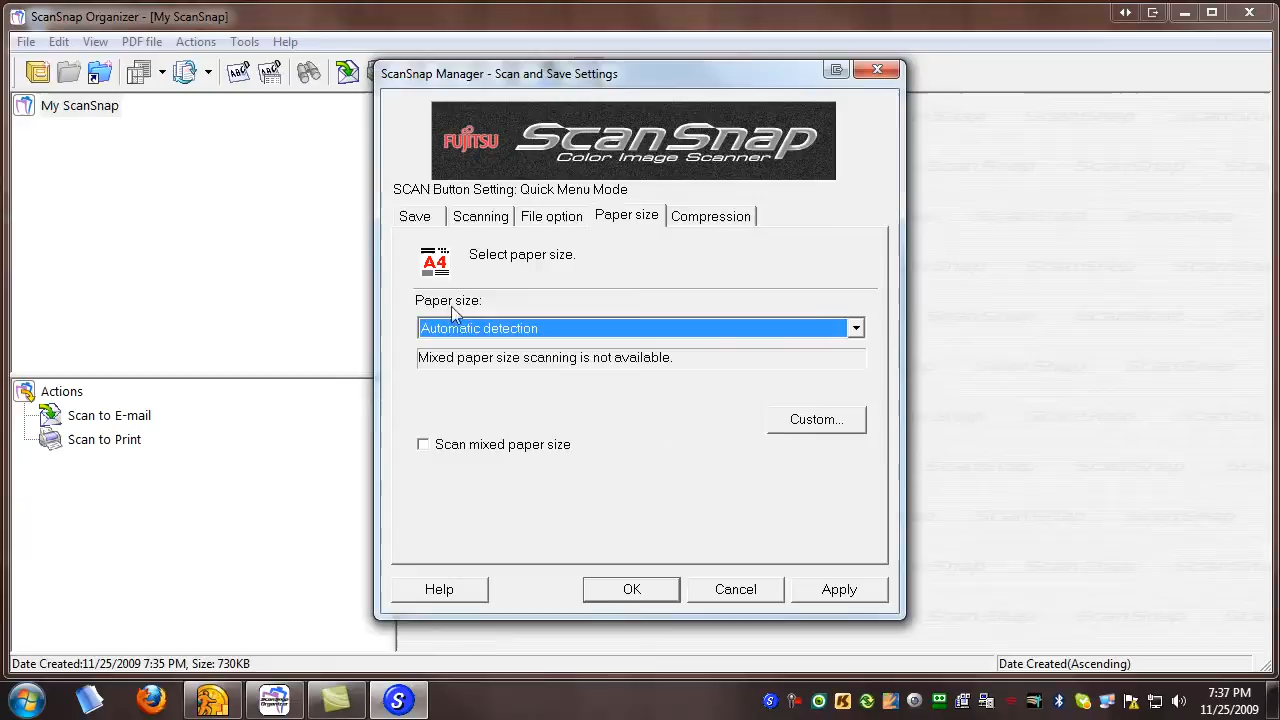 ScanSnap Organizer - [My ScanSnap]
File Edit View PDF file Actions Tools Help
My ScanSnap
Actions
Scan to E-mail
Scan to Print
ScanSnap Manager - Scan and Save Settings
FUJITSU ScanSnap
Color Image Scanner
SCAN Button Setting: Quick Menu Mode
Save Scanning File option Paper size Compression
A4 Select paper size.
Paper size:
Automatic detection
Mixed paper size scanning is not available.
Custom...
Scan mixed paper size
Help OK Cancel Apply
Date Created:11/25/2009 7:35 PM, Size: 730KB Date Created(Ascending)
7:37 PM
11/25/2009